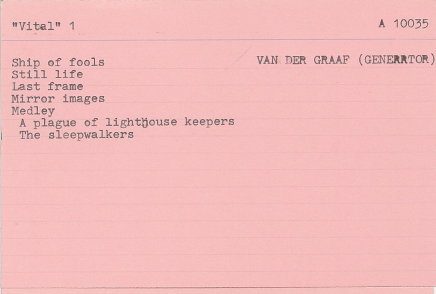 "Vital" 1
A 10035
VAN DER GRAAF (GENERATOR)
Ship of fools
Still life
Last frame
Mirror images
Medley
A plague of lighthouse keepers
The sleepwalkers